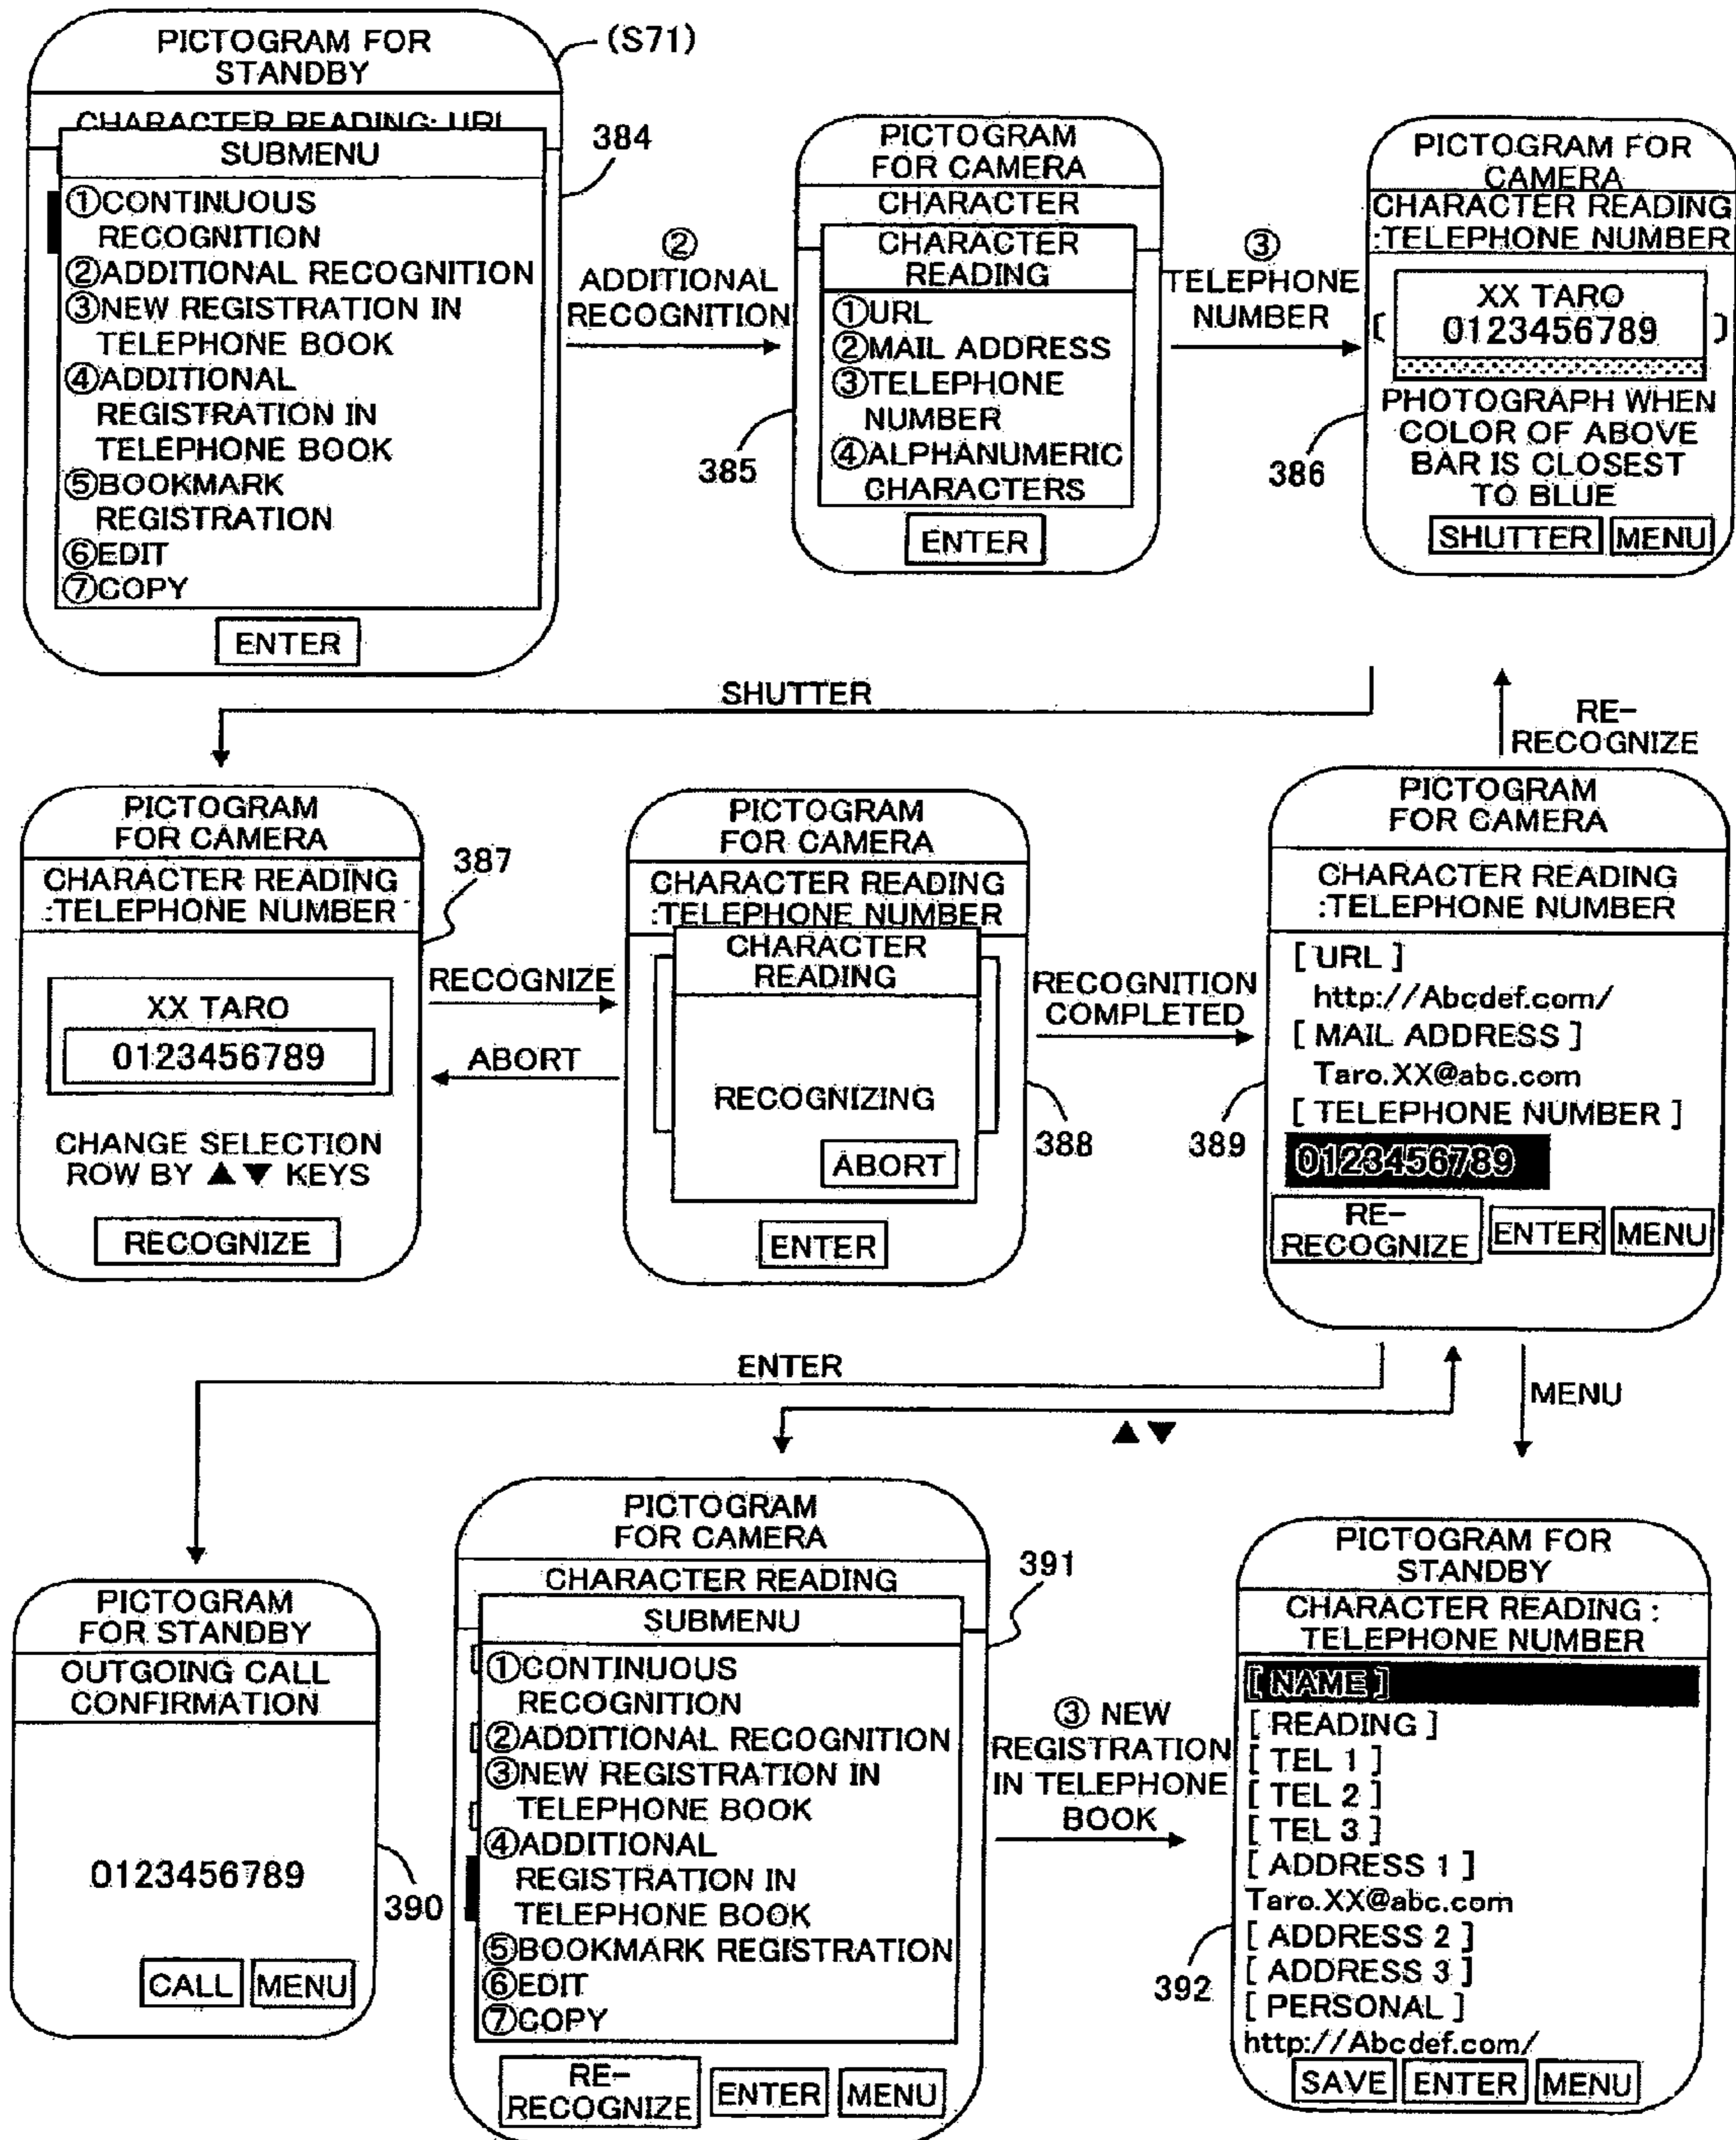 PICTOGRAM FOR
STANDBY
(S71)
CHARACTER READING: URL
SUBMENU
384
①CONTINUOUS
RECOGNITION
②ADDITIONAL RECOGNITION
③NEW REGISTRATION IN
TELEPHONE BOOK
④ADDITIONAL
REGISTRATION IN
TELEPHONE BOOK
⑤BOOKMARK
REGISTRATION
⑥EDIT
⑦COPY
ENTER
②
ADDITIONAL
RECOGNITION
PICTOGRAM
FOR CAMERA
CHARACTER
CHARACTER
READING
①URL
②MAIL ADDRESS
③TELEPHONE
NUMBER
④ALPHANUMERIC
CHARACTERS
385
ENTER
③
TELEPHONE
NUMBER
PICTOGRAM FOR
CAMERA
CHARACTER READING
:TELEPHONE NUMBER
XX TARO
[ 0123456789 ]
PHOTOGRAPH WHEN
COLOR OF ABOVE
BAR IS CLOSEST
TO BLUE
386
SHUTTER MENU
SHUTTER
RE-
RECOGNIZE
PICTOGRAM
FOR CAMERA
CHARACTER READING
:TELEPHONE NUMBER
387
XX TARO
0123456789
CHANGE SELECTION
ROW BY ▲▼ KEYS
RECOGNIZE
RECOGNIZE
ABORT
PICTOGRAM
FOR CAMERA
CHARACTER READING
:TELEPHONE NUMBER
CHARACTER
READING
RECOGNIZING
ABORT
388
ENTER
RECOGNITION
COMPLETED
PICTOGRAM
FOR CAMERA
CHARACTER READING
:TELEPHONE NUMBER
[ URL ]
http://Abcdef.com/
[ MAIL ADDRESS ]
Taro.XX@abc.com
[ TELEPHONE NUMBER ]
0123456789
389
RE-
RECOGNIZE ENTER MENU
ENTER
▲▼
MENU
PICTOGRAM
FOR STANDBY
OUTGOING CALL
CONFIRMATION
0123456789
390
CALL MENU
PICTOGRAM
FOR CAMERA
CHARACTER READING
SUBMENU
391
①CONTINUOUS
RECOGNITION
②ADDITIONAL RECOGNITION
③NEW REGISTRATION IN
TELEPHONE BOOK
④ADDITIONAL
REGISTRATION IN
TELEPHONE BOOK
⑤BOOKMARK REGISTRATION
⑥EDIT
⑦COPY
RE-
RECOGNIZE ENTER MENU
③ NEW
REGISTRATION
IN TELEPHONE
BOOK
PICTOGRAM FOR
STANDBY
CHARACTER READING :
TELEPHONE NUMBER
[ NAME ]
[ READING ]
[ TEL 1 ]
[ TEL 2 ]
[ TEL 3 ]
[ ADDRESS 1 ]
Taro.XX@abc.com
[ ADDRESS 2 ]
[ ADDRESS 3 ]
[ PERSONAL ]
http://Abcdef.com/
392
SAVE ENTER MENU